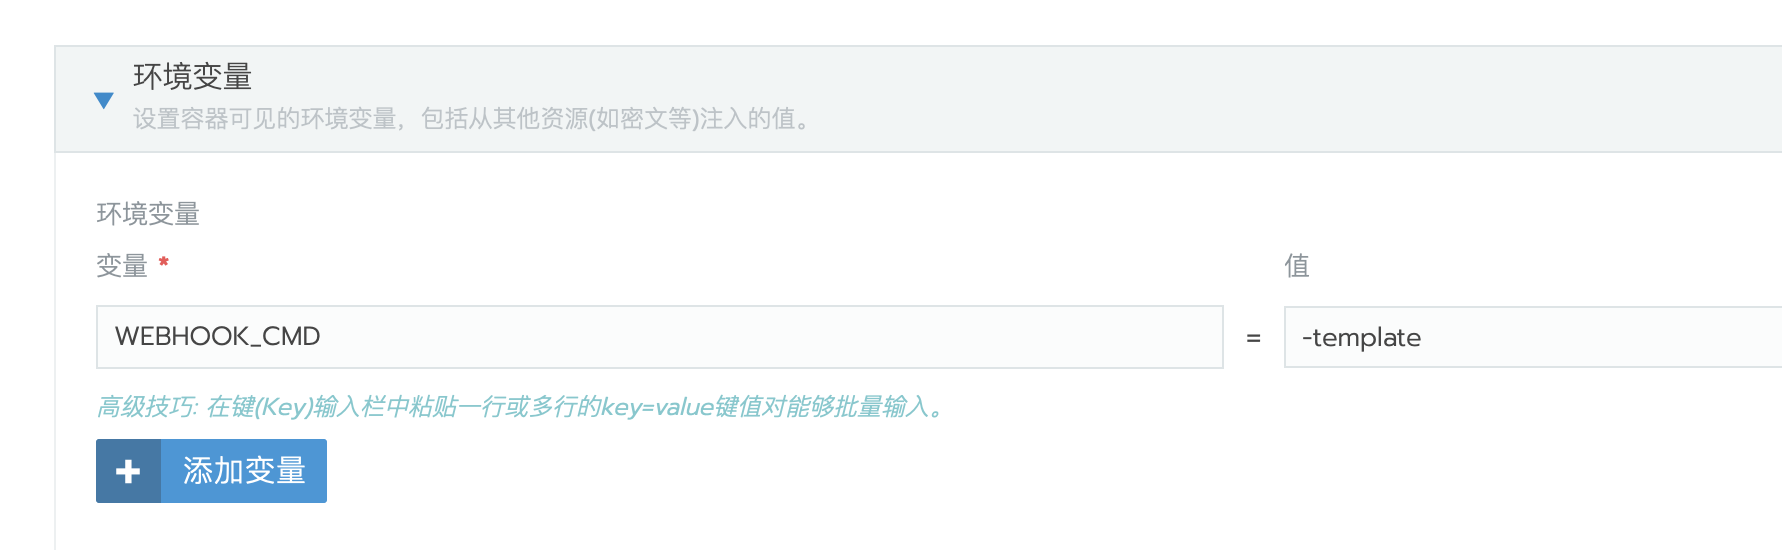 环境变量
设置容器可见的环境变量，包括从其他资源(如密文等)注入的值。
环境变量
变量 *
值
WEBHOOK_CMD = -template
高级技巧: 在键(Key)输入栏中粘贴一行或多行的key=value键值对能够批量输入。
添加变量